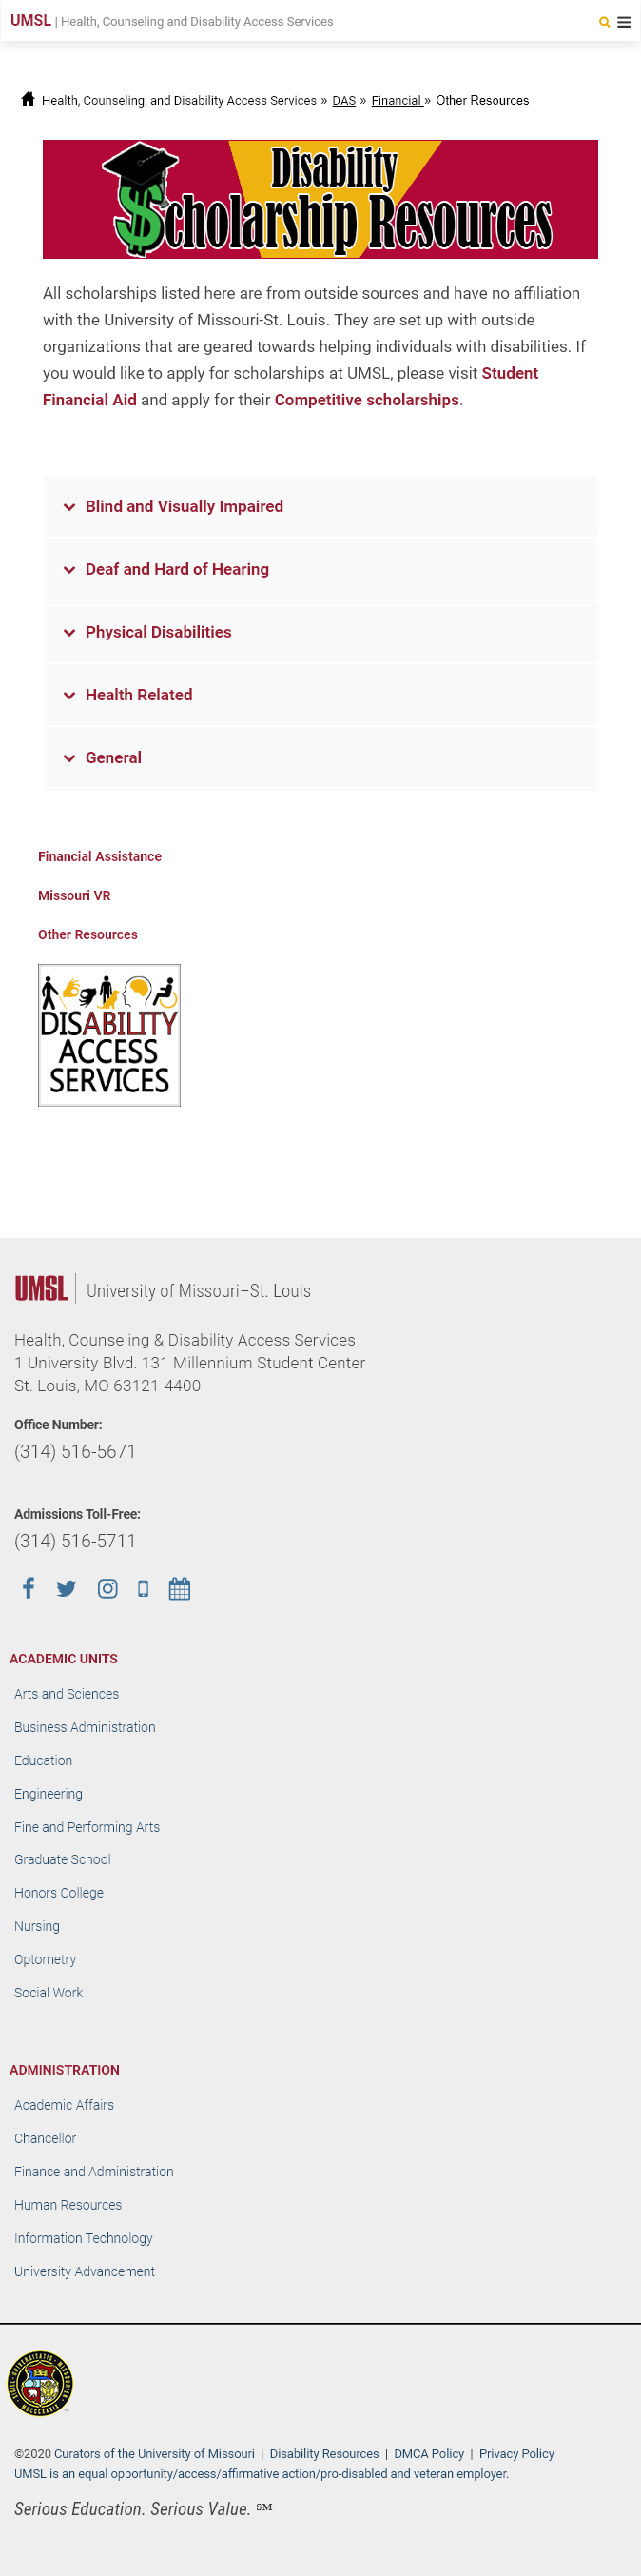 UMSL | Health, Counseling and Disability Access Services
Health, Counseling, and Disability Access Services » DAS » Financial » Other Resources
Disability
$cholarship Resources
All scholarships listed here are from outside sources and have no affiliation
with the University of Missouri-St. Louis. They are set up with outside
organizations that are geared towards helping individuals with disabilities. If
you would like to apply for scholarships at UMSL, please visit Student
Financial Aid and apply for their Competitive scholarships.
Blind and Visually Impaired
Deaf and Hard of Hearing
Physical Disabilities
Health Related
General
Financial Assistance
Missouri VR
Other Resources
DISABILITY
ACCESS
SERVICES
UMSL University of Missouri–St. Louis
Health, Counseling & Disability Access Services
1 University Blvd. 131 Millennium Student Center
St. Louis, MO 63121-4400
Office Number:
(314) 516-5671
Admissions Toll-Free:
(314) 516-5711
ACADEMIC UNITS
Arts and Sciences
Business Administration
Education
Engineering
Fine and Performing Arts
Graduate School
Honors College
Nursing
Optometry
Social Work
ADMINISTRATION
Academic Affairs
Chancellor
Finance and Administration
Human Resources
Information Technology
University Advancement
©2020 Curators of the University of Missouri | Disability Resources | DMCA Policy | Privacy Policy
UMSL is an equal opportunity/access/affirmative action/pro-disabled and veteran employer.
Serious Education. Serious Value. ℠